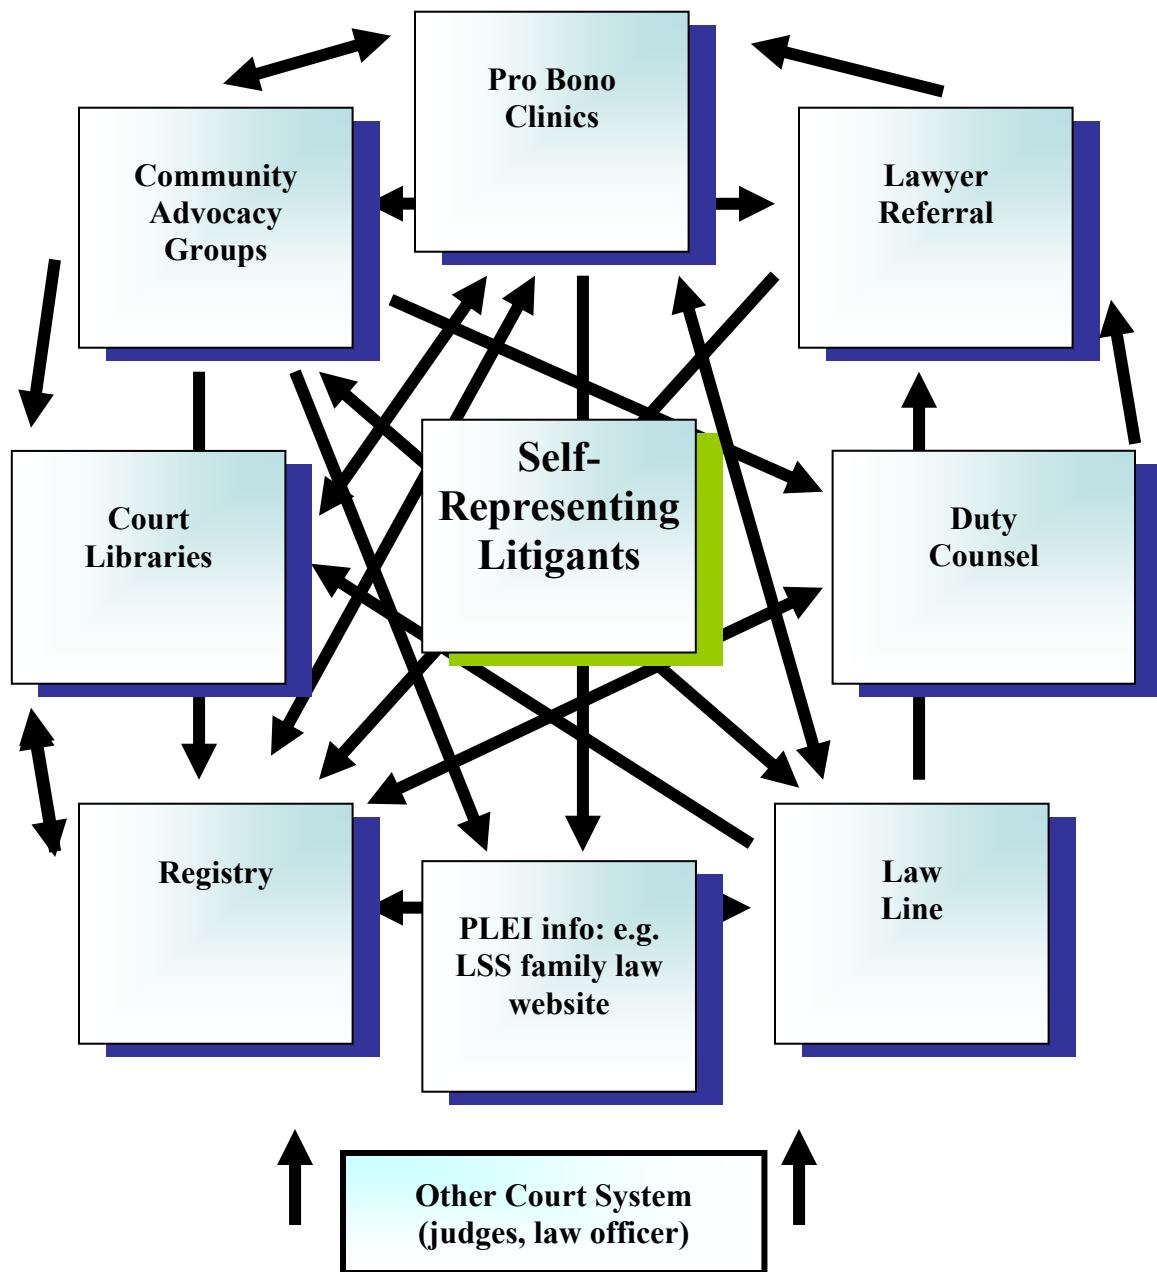 Pro Bono
Clinics
Community
Advocacy
Groups
Lawyer
Referral
Self-
Representing
Litigants
Court
Libraries
Duty
Counsel
Registry
PLEI info: e.g.
LSS family law
website
Law
Line
Other Court System
(judges, law officer)